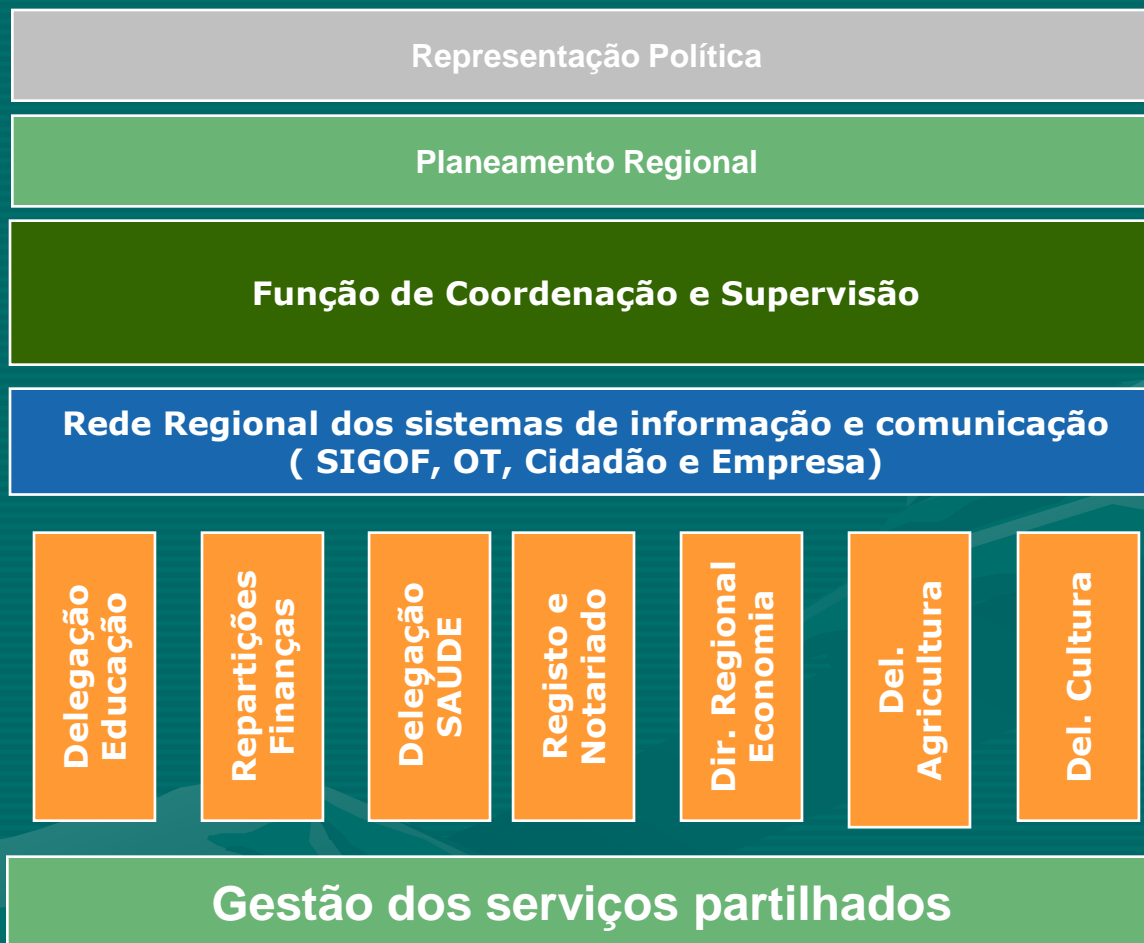 Representação Política
Planeamento Regional
Função de Coordenação e Supervisão
Rede Regional dos sistemas de informação e comunicação
( SIGOF, OT, Cidadão e Empresa)
Delegação
Educação
Repartições
Finanças
Delegação
SAÚDE
Registo e
Notariado
Dir. Regional
Economia
Del.
Agricultura
Del. Cultura
Gestão dos serviços partilhados